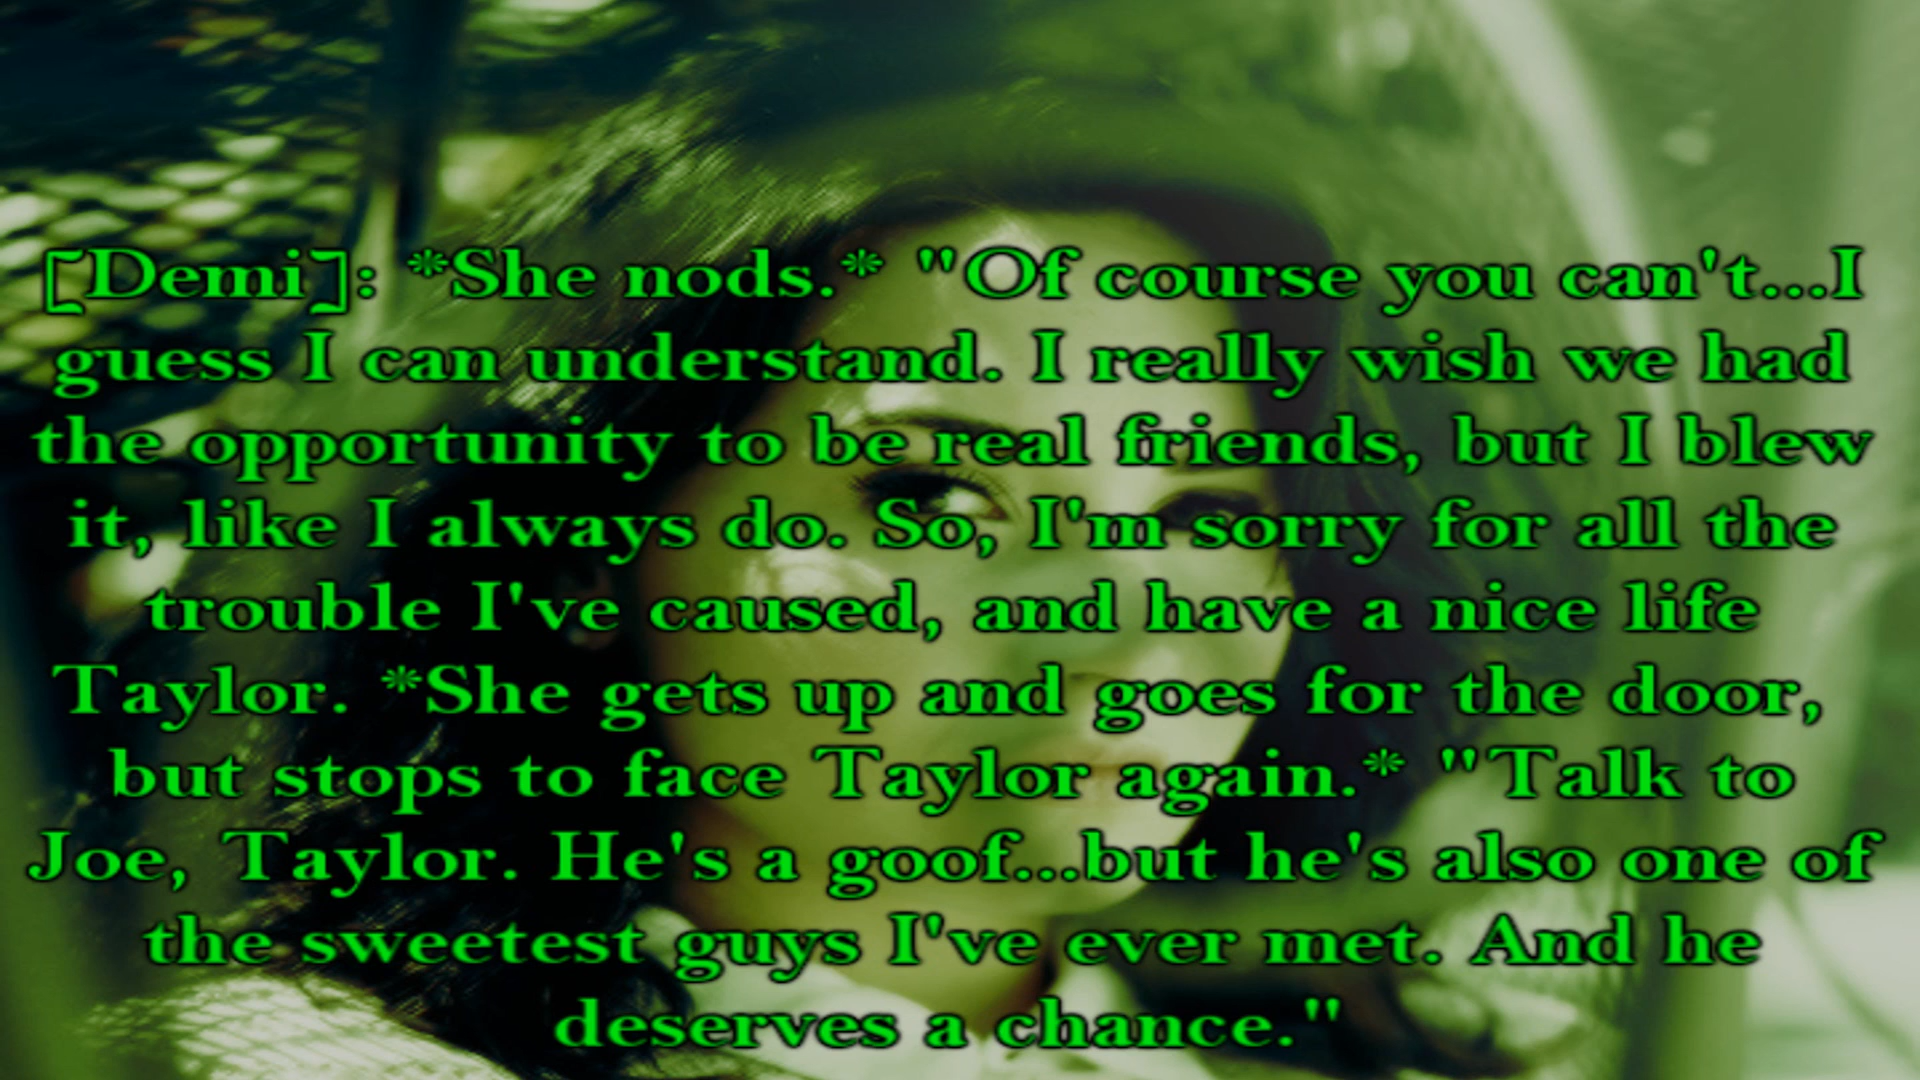 [Demi]: *She nods.* "Of course you can't...I
guess I can understand. I really wish we had
the opportunity to be real friends, but I blew
it, like I always do. So, I'm sorry for all the
trouble I've caused, and have a nice life
Taylor. *She gets up and goes for the door,
but stops to face Taylor again.* "Talk to
Joe, Taylor. He's a goof...but he's also one of
the sweetest guys I've ever met. And he
deserves a chance."